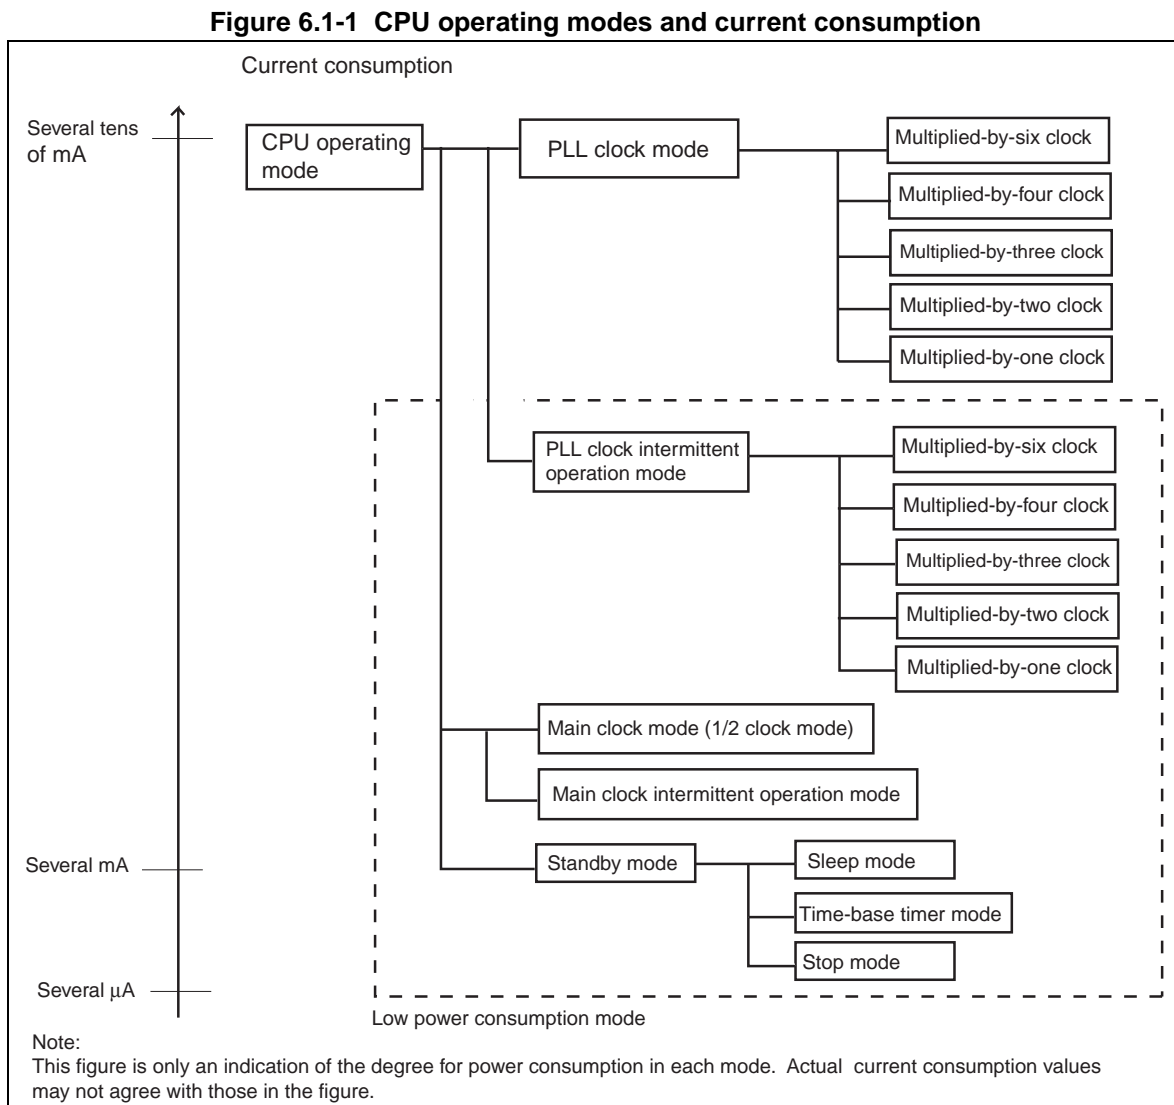 Figure 6.1-1  CPU operating modes and current consumption
Current consumption
Several tens
of mA
CPU operating
mode
PLL clock mode
Multiplied-by-six clock
Multiplied-by-four clock
Multiplied-by-three clock
Multiplied-by-two clock
Multiplied-by-one clock
PLL clock intermittent
operation mode
Multiplied-by-six clock
Multiplied-by-four clock
Multiplied-by-three clock
Multiplied-by-two clock
Multiplied-by-one clock
Main clock mode (1/2 clock mode)
Main clock intermittent operation mode
Several mA
Standby mode
Sleep mode
Time-base timer mode
Stop mode
Several μA
Low power consumption mode
Note:
This figure is only an indication of the degree for power consumption in each mode.  Actual  current consumption values
may not agree with those in the figure.